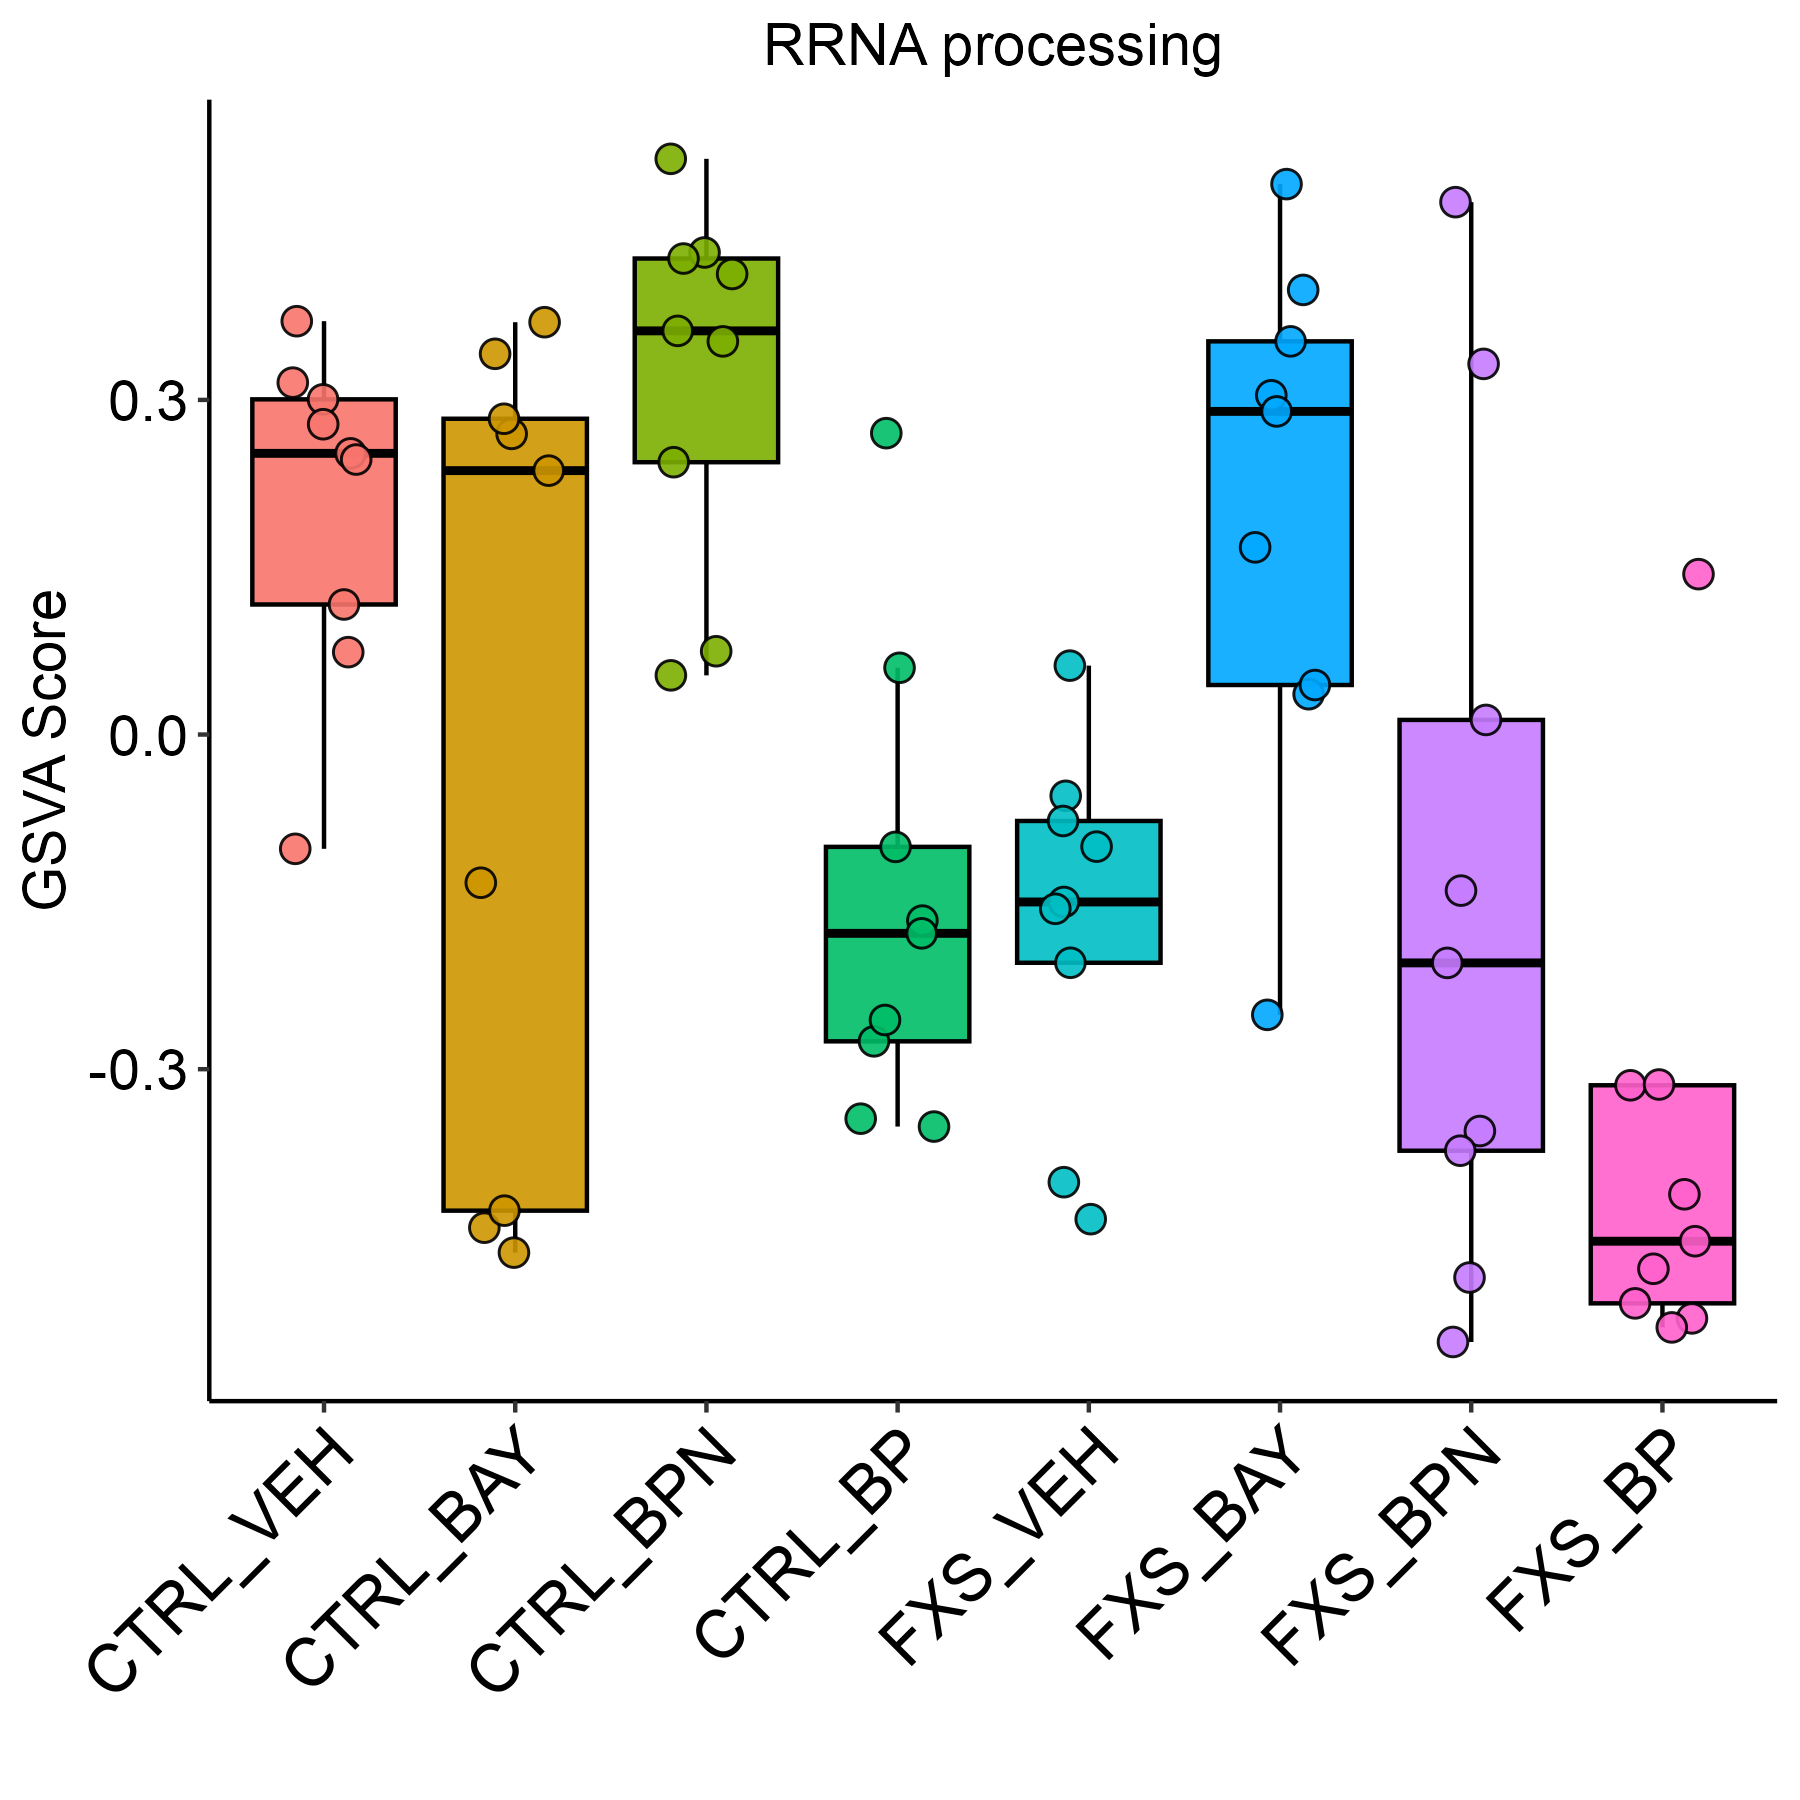 RRNA processing
GSVA Score
0.3
0.0
-0.3
CTRL_VEH
CTRL_BAY
CTRL_BPN
CTRL_BP
FXS_VEH
FXS_BAY
FXS_BPN
FXS_BP